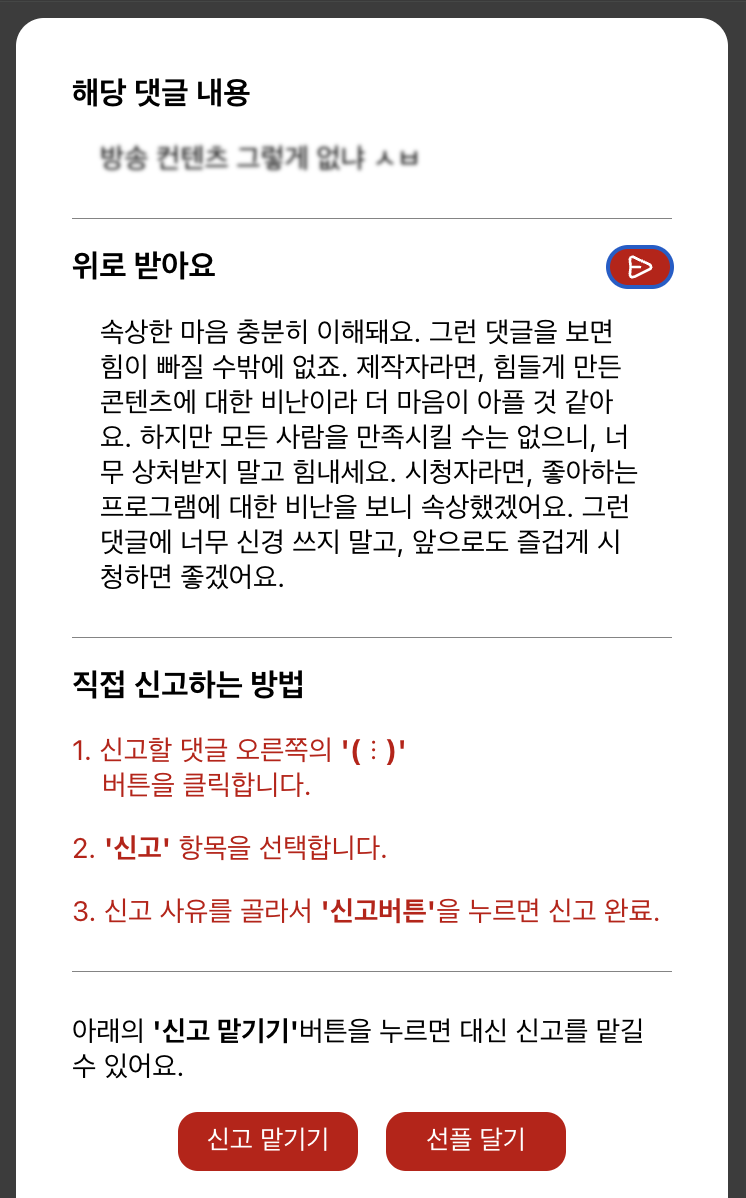 해당 댓글 내용
방송 컨텐츠 그렇게 없냐 ㅅㅂ
위로 받아요
속상한 마음 충분히 이해돼요. 그런 댓글을 보면
힘이 빠질 수밖에 없죠. 제작자라면, 힘들게 만든
콘텐츠에 대한 비난이라 더 마음이 아플 것 같아
요. 하지만 모든 사람을 만족시킬 수는 없으니, 너
무 상처받지 말고 힘내세요. 시청자라면, 좋아하는
프로그램에 대한 비난을 보니 속상했겠어요. 그런
댓글에 너무 신경 쓰지 말고, 앞으로도 즐겁게 시
청하면 좋겠어요.
직접 신고하는 방법
1. 신고할 댓글 오른쪽의 '(⋮)'
버튼을 클릭합니다.
2. '신고' 항목을 선택합니다.
3. 신고 사유를 골라서 '신고버튼'을 누르면 신고 완료.
아래의 '신고 맡기기'버튼을 누르면 대신 신고를 맡길
수 있어요.
신고 맡기기
선플 달기